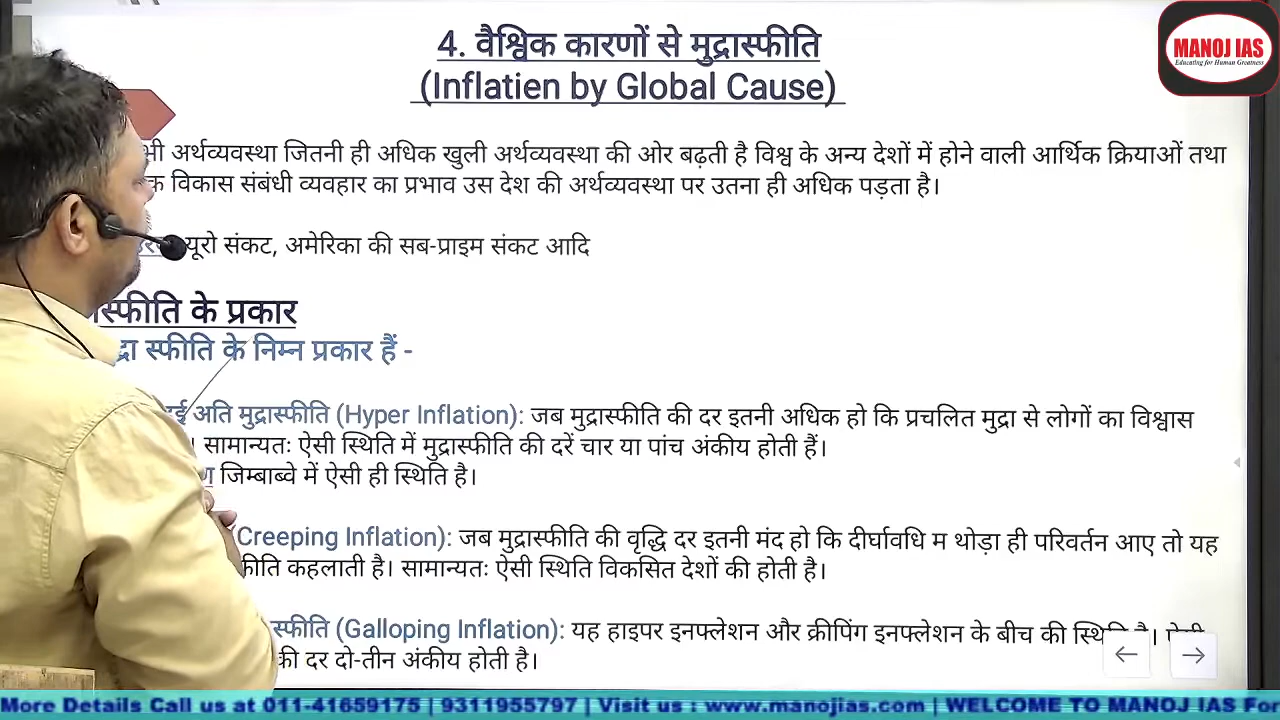 4. वैश्विक कारणों से मुद्रास्फीति
(Inflatien by Global Cause)
MANOJ IAS
Educating for Human Greatness
अर्थव्यवस्था जितनी ही अधिक खुली अर्थव्यवस्था की ओर बढ़ती है विश्व के अन्य देशों में होने वाली आर्थिक क्रियाओं तथा
विकास संबंधी व्यवहार का प्रभाव उस देश की अर्थव्यवस्था पर उतना ही अधिक पड़ता है।
यूरो संकट, अमेरिका की सब-प्राइम संकट आदि
के प्रकार
स्फीति के निम्न प्रकार हैं -
अति मुद्रास्फीति (Hyper Inflation): जब मुद्रास्फीति की दर इतनी अधिक हो कि प्रचलित मुद्रा से लोगों का विश्वास
। सामान्यतः ऐसी स्थिति में मुद्रास्फीति की दरें चार या पांच अंकीय होती हैं।
जिम्बाब्वे में ऐसी ही स्थिति है।
(Creeping Inflation): जब मुद्रास्फीति की वृद्धि दर इतनी मंद हो कि दीर्घावधि म थोड़ा ही परिवर्तन आए तो यह
कहलाती है। सामान्यतः ऐसी स्थिति विकसित देशों की होती है।
(Galloping Inflation): यह हाइपर इनफ्लेशन और क्रीपिंग इनफ्लेशन के बीच की
की दर दो-तीन अंकीय होती है।
More Details Call us at 011-41659175 | 9311955797 | Visit us : www.manojias.com | WELCOME TO MANOJ IAS For